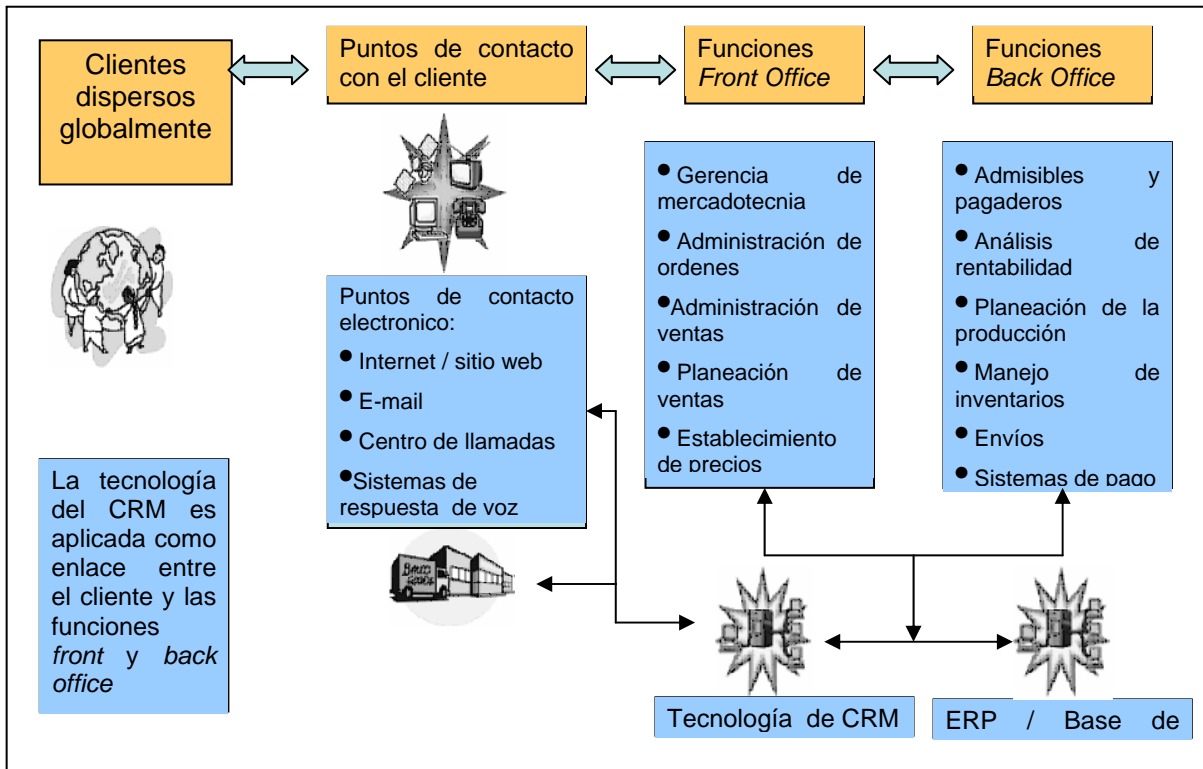 Clientes
dispersos
globalmente
Puntos de contacto
con el cliente
Funciones
Front Office
Funciones
Back Office
Puntos de contacto
electronico:
• Internet / sitio web
• E-mail
• Centro de llamadas
•Sistemas de
respuesta de voz
• Gerencia de
mercadotecnia
• Administración de
ordenes
•Administración de
ventas
• Planeación de
ventas
• Establecimiento
de precios
• Admisibles y
pagaderos
• Análisis de
rentabilidad
• Planeación de la
producción
• Manejo de
inventarios
• Envíos
• Sistemas de pago
La tecnología
del CRM es
aplicada como
enlace entre
el cliente y las
funciones
front y back
office
Tecnología de CRM
ERP / Base de